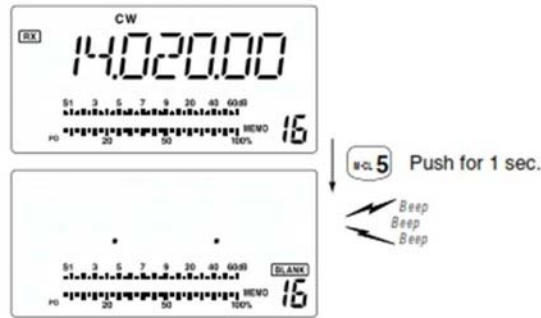 CW
RX
14.020.00
S1 3 5 7 9 20 40 60dB
PO 20 50 100% MEMO 16
M-CL 5 Push for 1 sec.
Beep
Beep
Beep
S1 3 5 7 9 20 40 60dB
BLANK
PO 20 50 100% MEMO 16